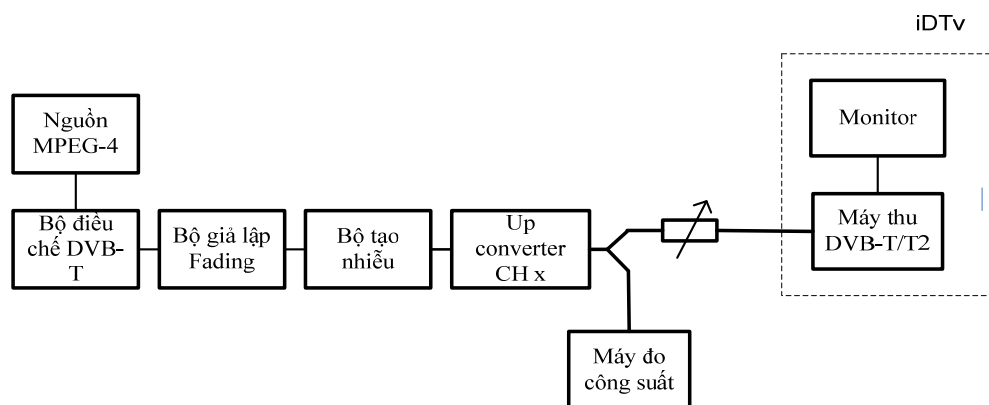 iDTv
Nguồn
MPEG-4
Monitor
Bộ điều
chế DVB-
T
Bộ giả lập
Fading
Bộ tạo
nhiễu
Up
converter
CH x
Máy thu
DVB-T/T2
Máy đo
công suất